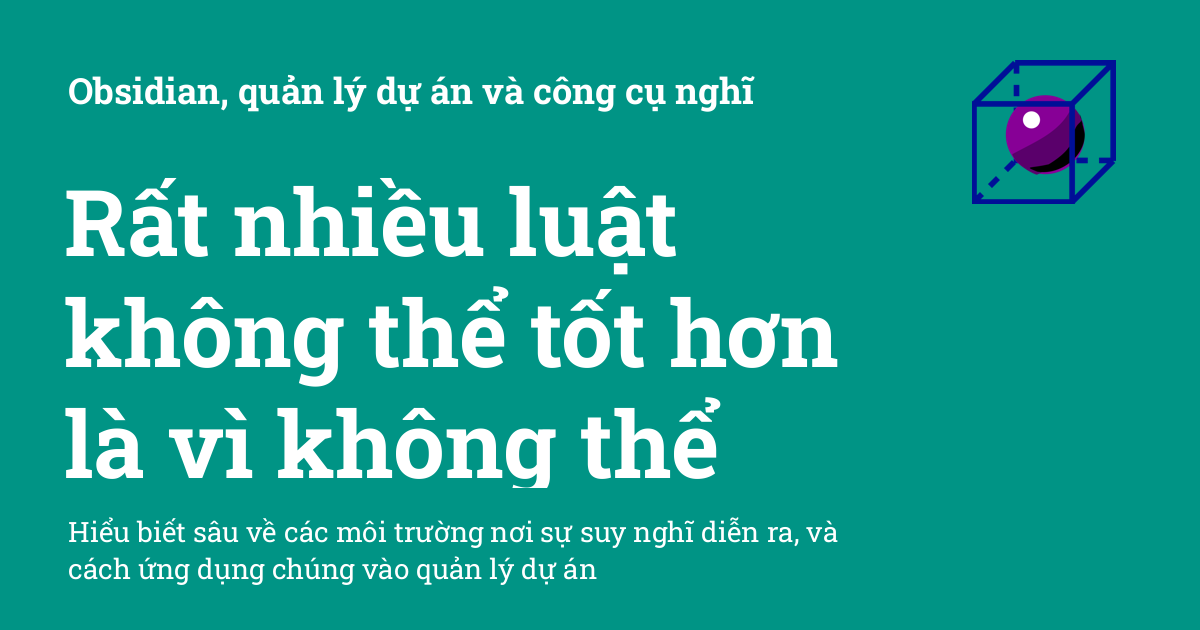 Obsidian, quản lý dự án và công cụ nghĩ
Rất nhiều luật
không thể tốt hơn
là vì không thể
Hiểu biết sâu về các môi trường nơi sự suy nghĩ diễn ra, và
cách ứng dụng chúng vào quản lý dự án